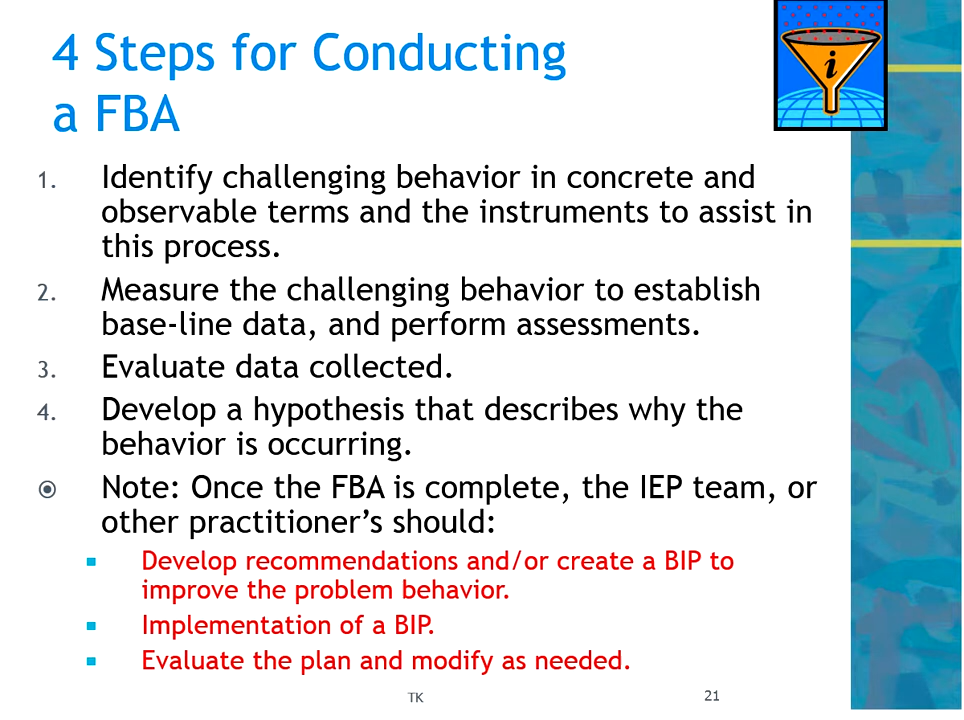 4 Steps for Conducting
a FBA
i
1. Identify challenging behavior in concrete and
observable terms and the instruments to assist in
this process.
2. Measure the challenging behavior to establish
base-line data, and perform assessments.
3. Evaluate data collected.
4. Develop a hypothesis that describes why the
behavior is occurring.
Note: Once the FBA is complete, the IEP team, or
other practitioner’s should:
Develop recommendations and/or create a BIP to
improve the problem behavior.
Implementation of a BIP.
Evaluate the plan and modify as needed.
TK
21